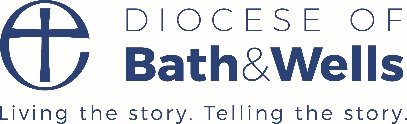 DIOCESE OF
Bath&Wells
Living the story. Telling the story.